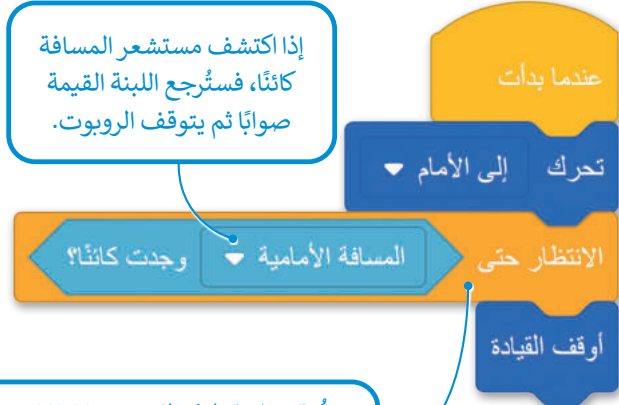 إذا اكتشف مستشعر المسافة
كائنًا، فستُرجع اللبنة القيمة
صوابًا ثم يتوقف الروبوت.
عندما بدأت
تحرك إلى الأمام
الانتظار حتى المسافة الأمامية وجدت كائنًا؟
أوقف القيادة